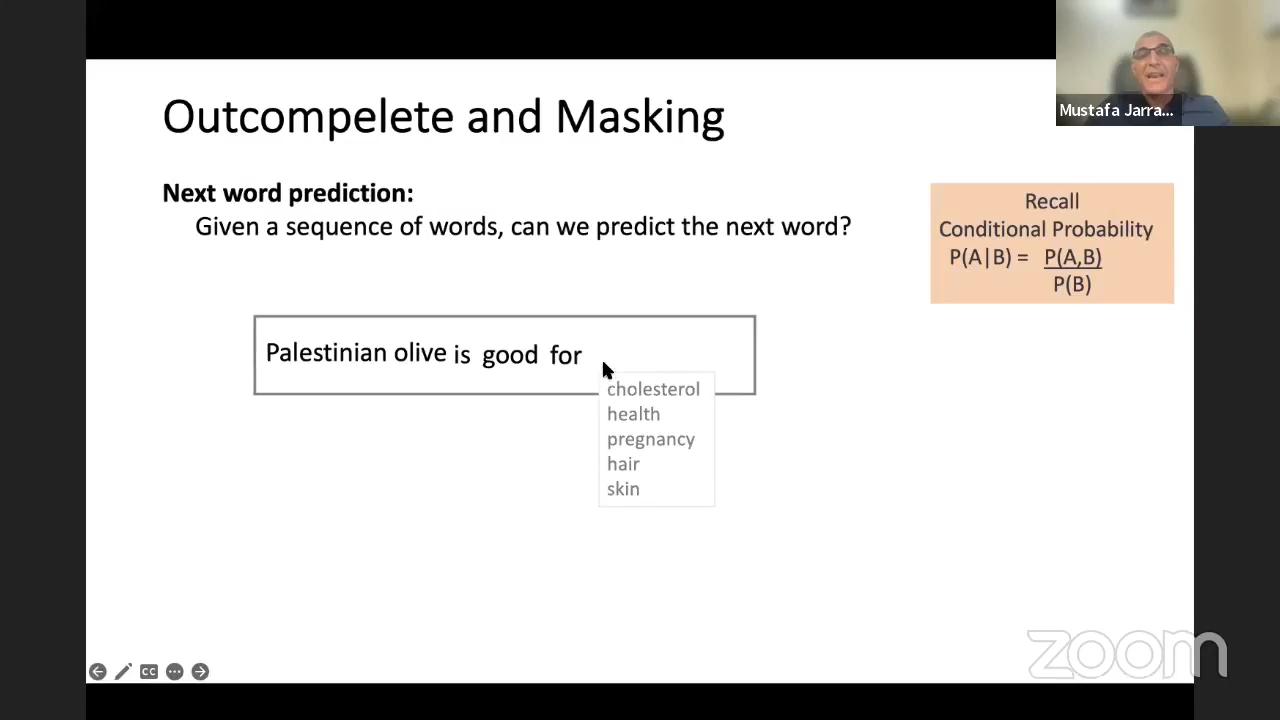 Outcompelete and Masking
Mustafa Jarra...
Next word prediction:
Given a sequence of words, can we predict the next word?
Recall
Conditional Probability
P(A|B) = P(A,B)
P(B)
Palestinian olive is good for
cholesterol
health
pregnancy
hair
skin
CC
zoom